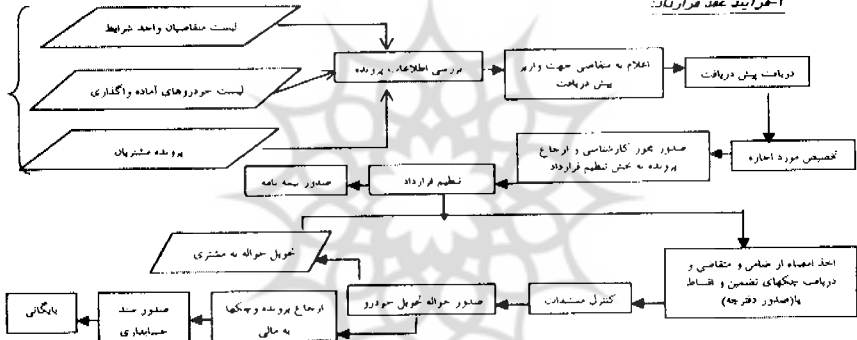 ۲-فرایند عقد قرارداد:
لیست متقاضیان واجد شرایط
لیست خودروهای آماده واگذاری
پرونده مشتریان
بررسی اطلاعات پرونده
اعلام به متقاضی جهت واریز
پیش دریافت
دریافت پیش دریافت
تخصیص مورد اجاره
صدور مجوز کارشناسی و ارجاع
پرونده به بخش تنظیم قرارداد
تنظیم قرارداد
صدور بیمه نامه
اخذ امضاء از ضامن و متقاضی و
دریافت چکهای تضمین و اقساط
یا(صدور دفترچه)
کنترل مستندات
صدور حواله تحویل خودرو
تحویل حواله به مشتری
ارجاع پرونده وچکها
به مالی
صدور سند
حسابداری
بایگانی